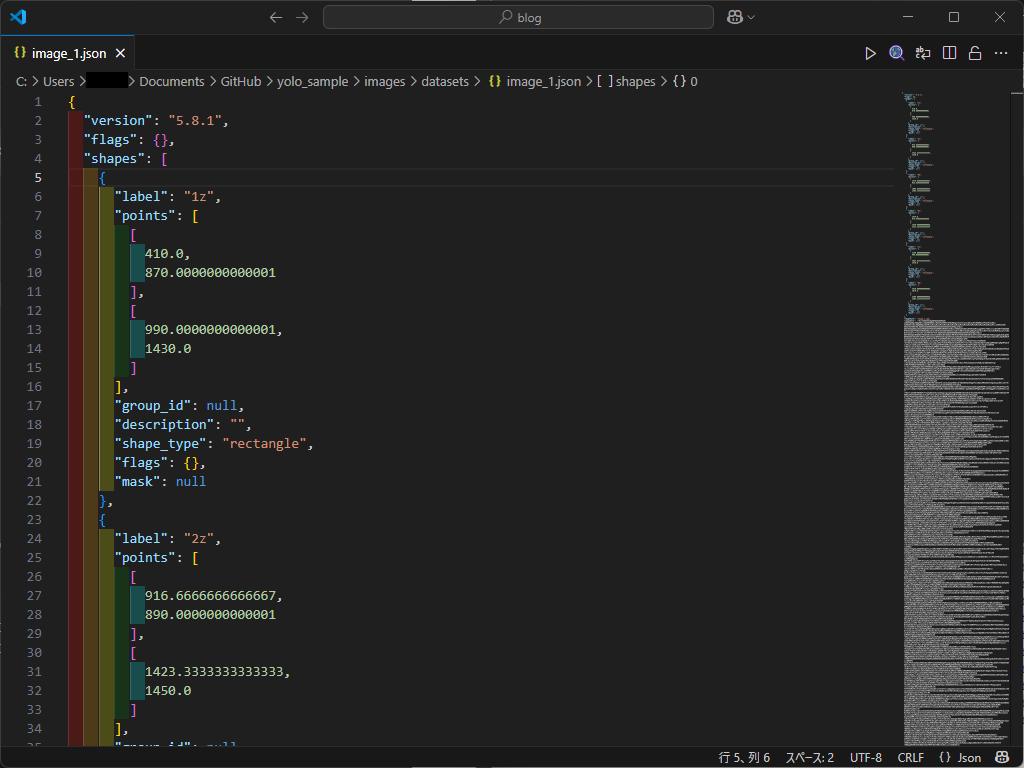 blog
image_1.json
C: > Users > Documents > GitHub > yolo_sample > images > datasets > {} image_1.json > [ ] shapes > {} 0
1 {
2 "version": "5.8.1",
3 "flags": {},
4 "shapes": [
5 {
6 "label": "1z",
7 "points": [
8 [
9 410.0,
10 870.0000000000001
11 ],
12 [
13 990.0000000000001,
14 1430.0
15 ]
16 ],
17 "group_id": null,
18 "description": "",
19 "shape_type": "rectangle",
20 "flags": {},
21 "mask": null
22 },
23 {
24 "label": "2z",
25 "points": [
26 [
27 916.6666666666667,
28 890.0000000000001
29 ],
30 [
31 1423.3333333333333,
32 1450.0
33 ]
34 ],
35 "group_id": null
行 5、列 6 スペース: 2 UTF-8 CRLF {} Json